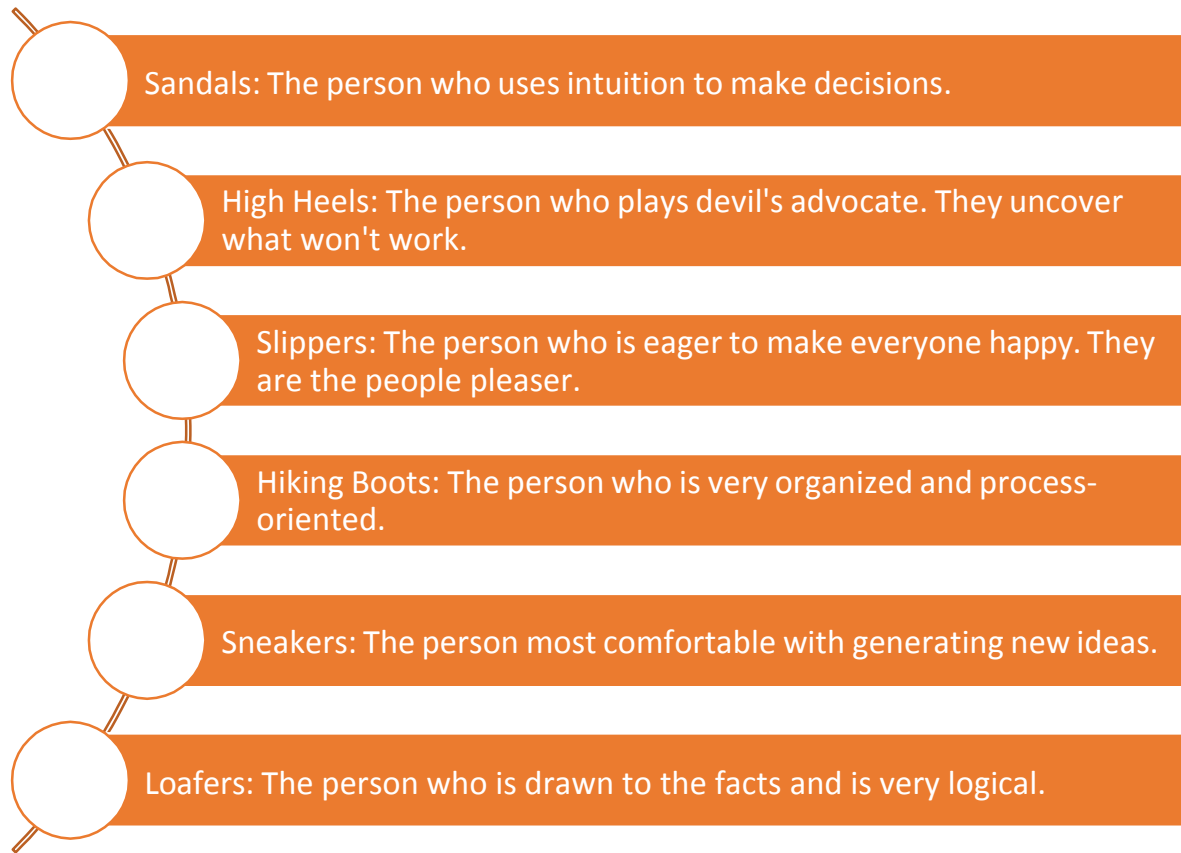 Sandals: The person who uses intuition to make decisions.
High Heels: The person who plays devil's advocate. They uncover
what won't work.
Slippers: The person who is eager to make everyone happy. They
are the people pleaser.
Hiking Boots: The person who is very organized and process-
oriented.
Sneakers: The person most comfortable with generating new ideas.
Loafers: The person who is drawn to the facts and is very logical.